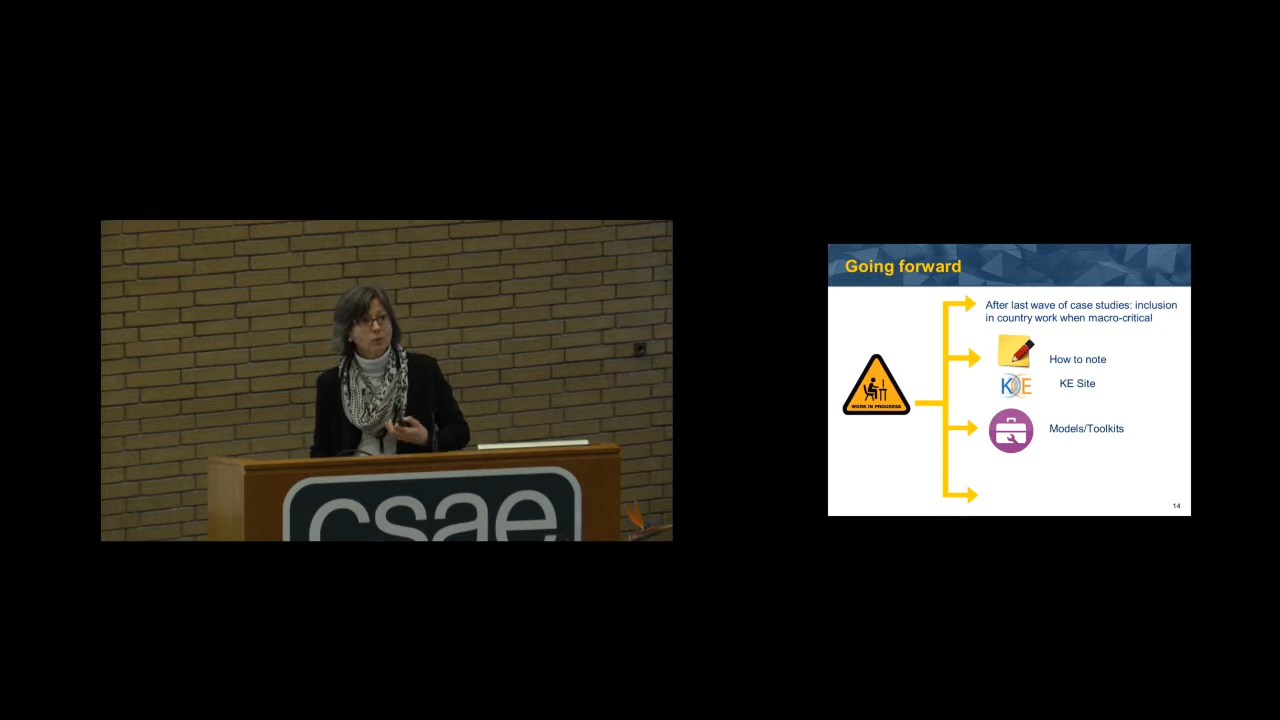 csae
Going forward
After last wave of case studies: inclusion
in country work when macro-critical
How to note
KE
KE Site
WORK IN PROGRESS
Models/Toolkits
14